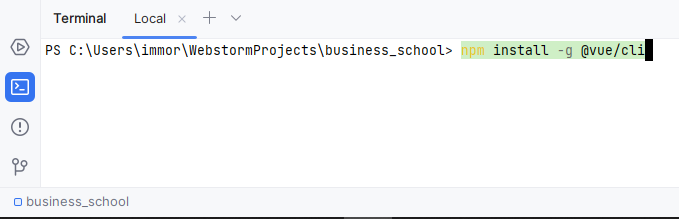 Terminal Local
PS C:\Users\immor\WebstormProjects\business_school> npm install -g @vue/cli
business_school